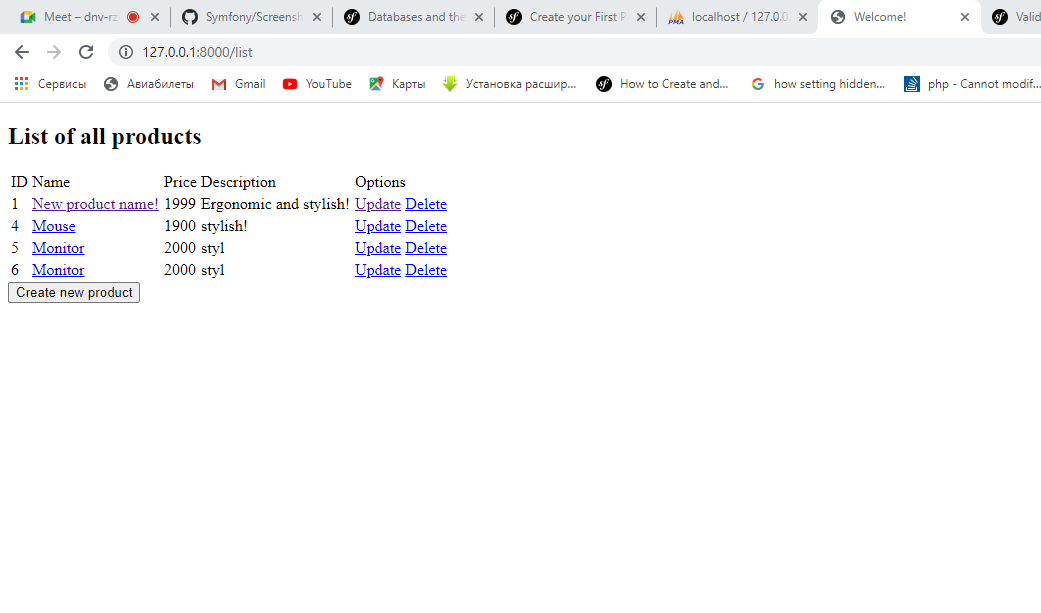 Meet – dnv-rz
Symfony/Screensh
Databases and the
Create your First P
localhost / 127.0.0
Welcome!
Valid
127.0.0.1:8000/list
Сервисы
Авиабилеты
Gmail
YouTube
Карты
Установка расшир...
How to Create and...
how setting hidden...
php - Cannot modif...
List of all products
ID Name Price Description Options
1 New product name! 1999 Ergonomic and stylish! Update Delete
4 Mouse 1900 stylish! Update Delete
5 Monitor 2000 styl Update Delete
6 Monitor 2000 styl Update Delete
Create new product